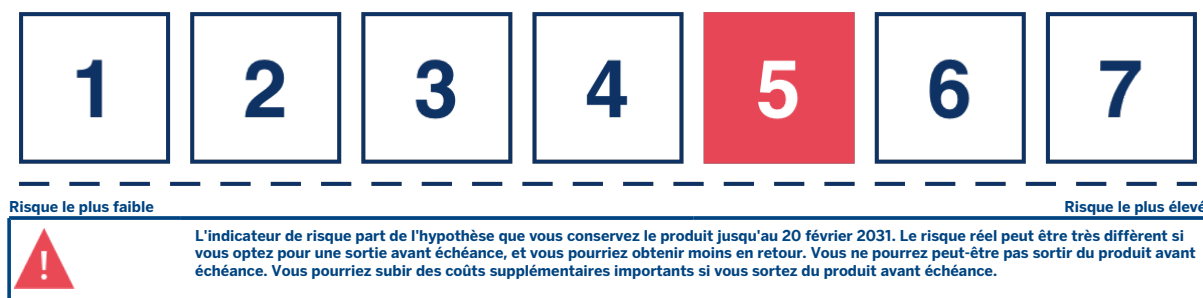 1 2 3 4 5 6 7
Risque le plus faible Risque le plus élevé
!
L'indicateur de risque part de l'hypothèse que vous conservez le produit jusqu'au 20 février 2031. Le risque réel peut être très diffèrent si
vous optez pour une sortie avant échéance, et vous pourriez obtenir moins en retour. Vous ne pourrez peut-être pas sortir du produit avant
échéance. Vous pourriez subir des coûts supplémentaires importants si vous sortez du produit avant échéance.